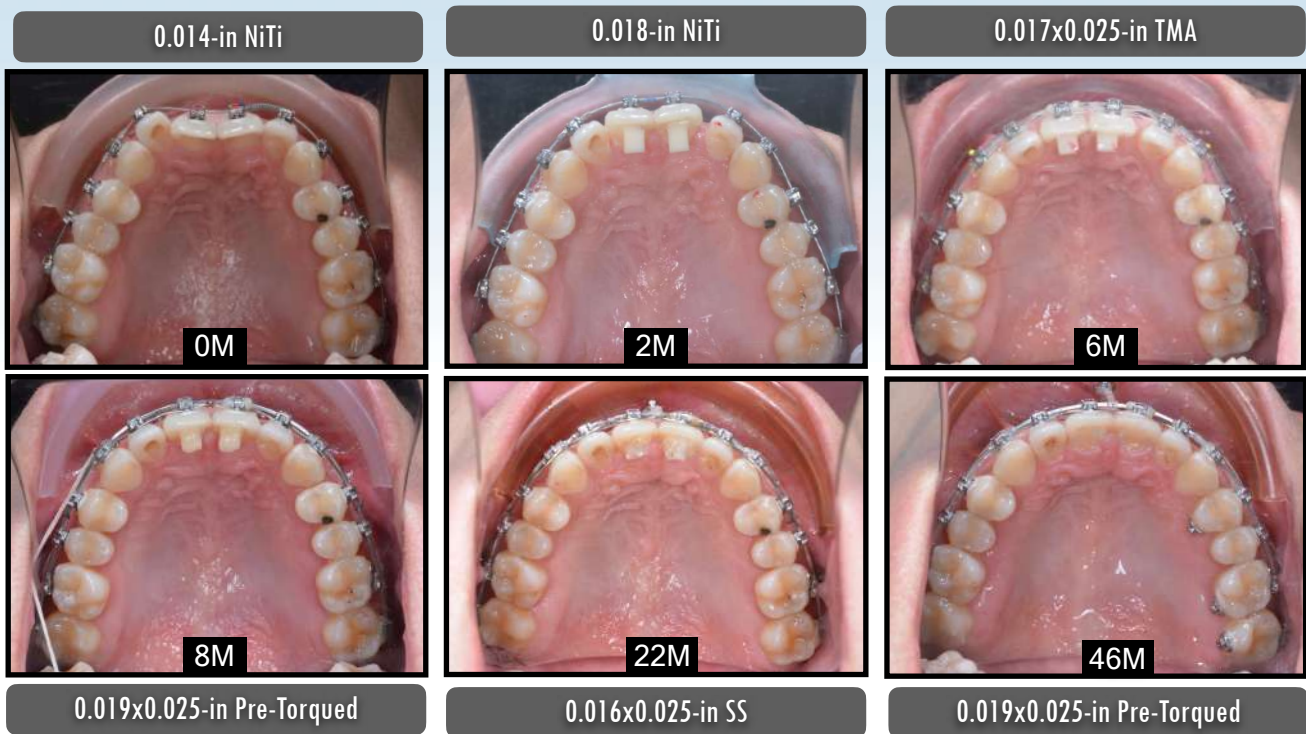 0.014-in NiTi
0.018-in NiTi
0.017x0.025-in TMA
0M
2M
6M
8M
22M
46M
0.019x0.025-in Pre-Torqued
0.016x0.025-in SS
0.019x0.025-in Pre-Torqued